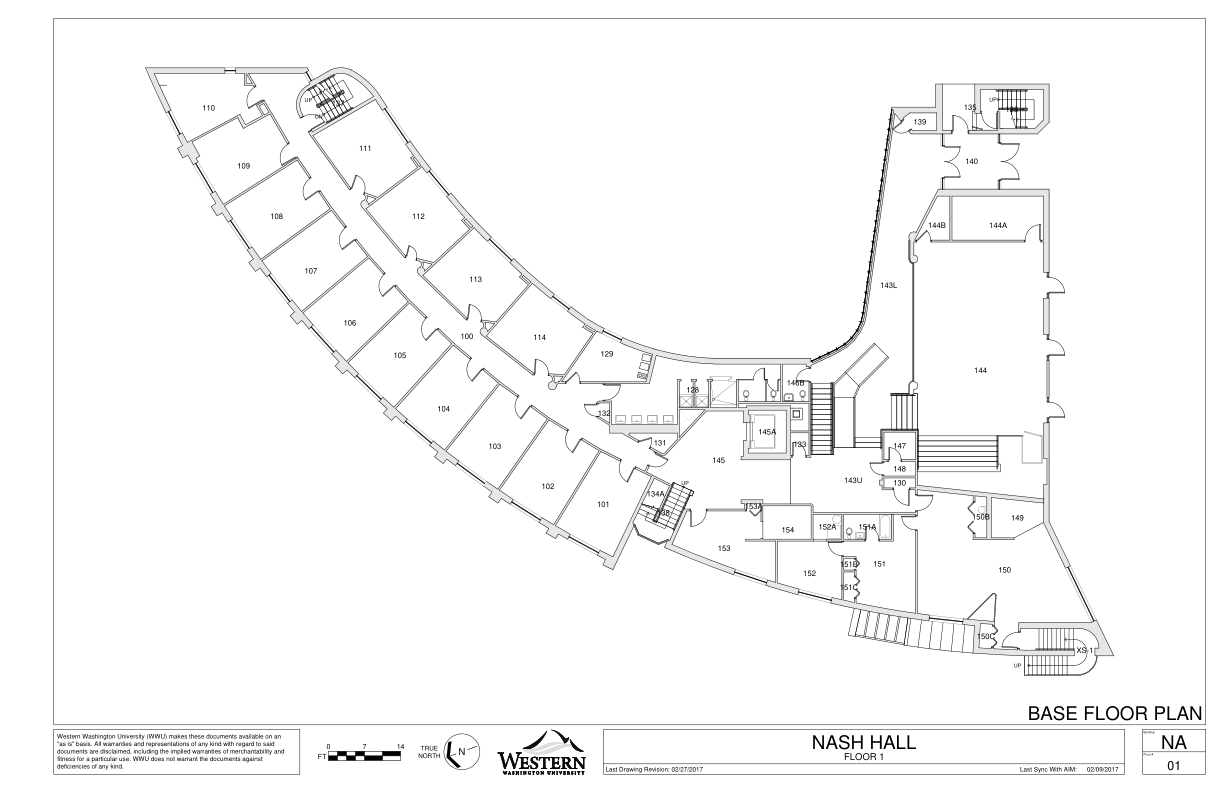 110
UP
DN
111
109
108
112
107
113
106
100
114
105
129
104
132
128
146B
103
131
145A
133
145
102
101
134A
UP
138
135
UP
139
140
144B
144A
143L
144
147
148
130
143U
153A
154
152A
151A
150B
149
153
152
151B
151
151C
150
150C
XS-1
UP
BASE FLOOR PLAN
Western Washington University (WWU) makes these documents available on an
"as is" basis. All warranties and representations of any kind with regard to said
documents are disclaimed, including the implied warranties of merchantability and
fitness for a particular use. WWU does not warrant the documents against
deficiencies of any kind.
FT
0 7 14
TRUE
NORTH
N
WESTERN
WASHINGTON UNIVERSITY
NASH HALL
FLOOR 1
Last Drawing Revision: 02/27/2017
Last Sync With AIM: 02/09/2017
Building
NA
01